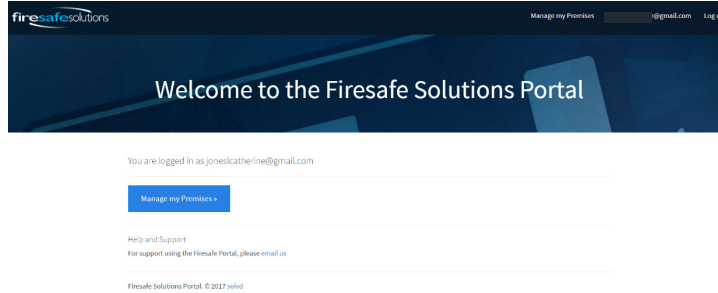 firesafesolutions
Manage my Premises @gmail.com Log
Welcome to the Firesafe Solutions Portal
You are logged in as joneslcatherine@gmail.com
Manage my Premises »
Help and Support
For support using the Firesafe Portal, please email us
Firesafe Solutions Portal. © 2017 solvd